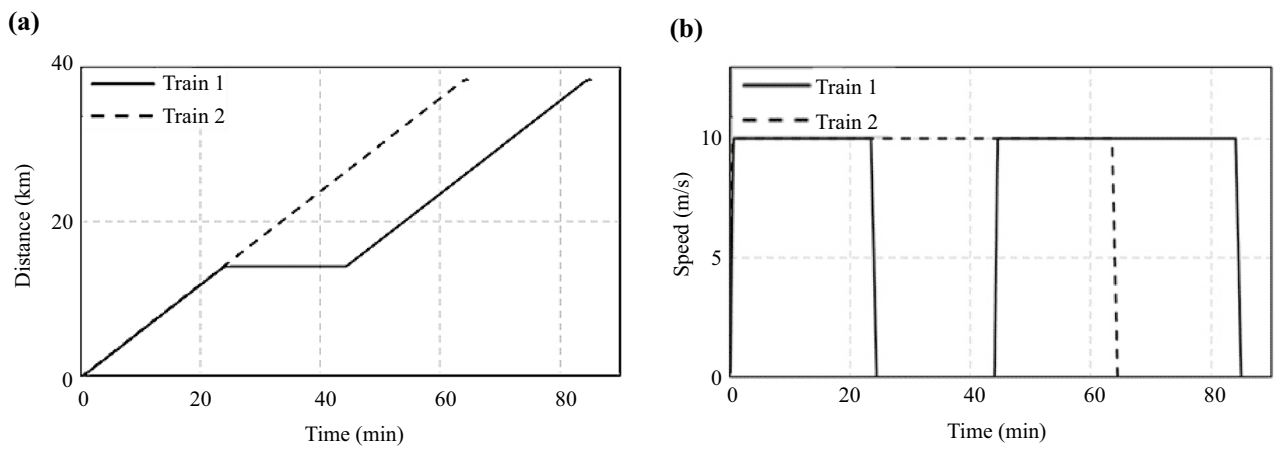 (a)
40
Train 1
Train 2
20
0
0 20 40 60 80
Distance (km)
Time (min)
(b)
Train 1
Train 2
10
5
0
0 20 40 60 80
Speed (m/s)
Time (min)